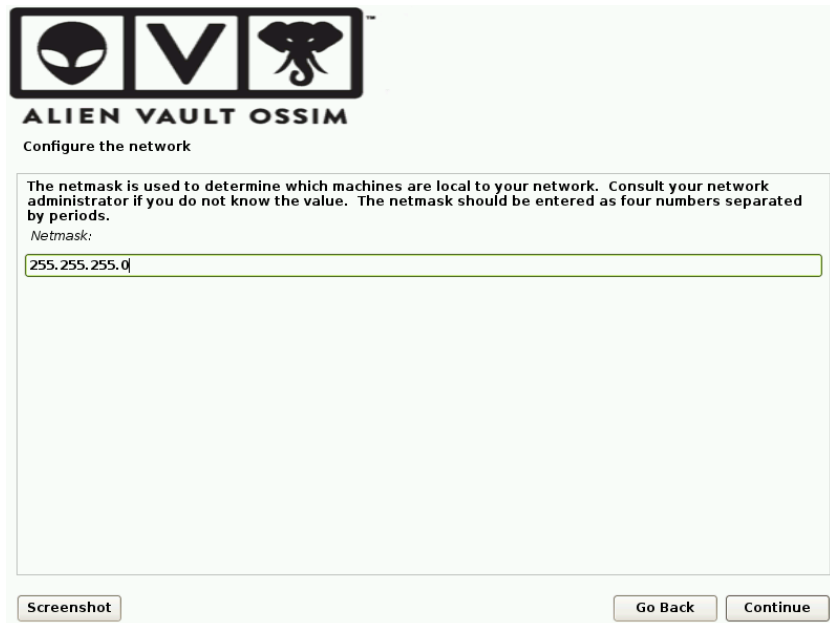 ™
ALIEN VAULT OSSIM
Configure the network
The netmask is used to determine which machines are local to your network.  Consult your network
administrator if you do not know the value.  The netmask should be entered as four numbers separated
by periods.
Netmask:
255.255.255.0
Screenshot
Go Back
Continue